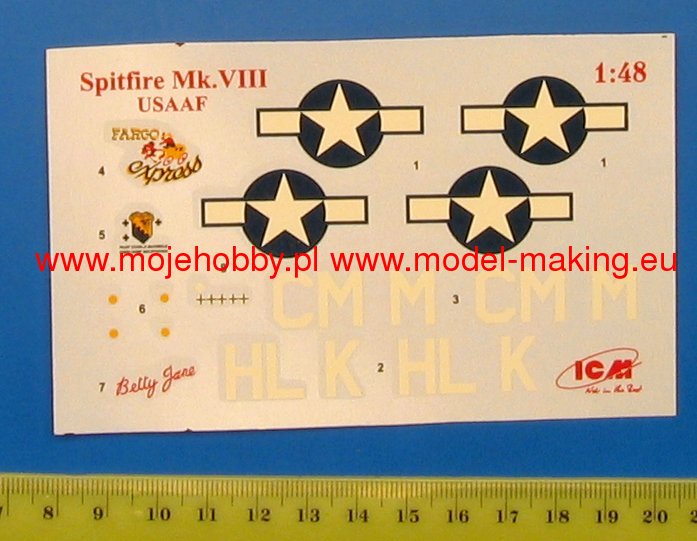 Spitfire Mk.VIII
USAAF
1:48
FARGO
express
4
1
1
5
www.mojehobby.pl www.model-making.eu
6
CM M
3
CM M
7
Betty Jane
HL K
2
HL K
ICM
7 8 9 10 11 12 13 14 15 16 17 18 19 20 2